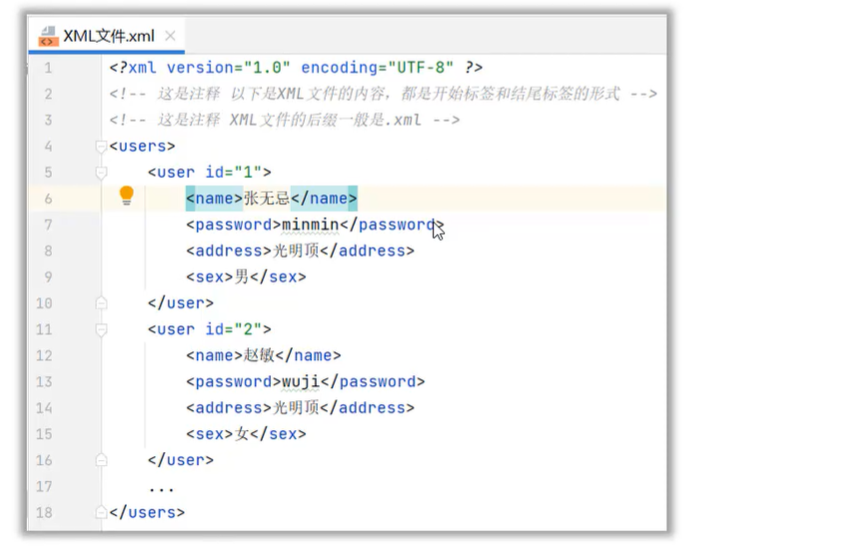 XML文件.xml
1 <?xml version="1.0" encoding="UTF-8" ?>
2 <!-- 这是注释 以下是XML文件的内容，都是开始标签和结尾标签的形式 -->
3 <!-- 这是注释 XML文件的后缀一般是.xml -->
4 <users>
5 <user id="1">
6 <name>张无忌</name>
7 <password>minmin</password>
8 <address>光明顶</address>
9 <sex>男</sex>
10 </user>
11 <user id="2">
12 <name>赵敏</name>
13 <password>wuji</password>
14 <address>光明顶</address>
15 <sex>女</sex>
16 </user>
17 ...
18 </users>